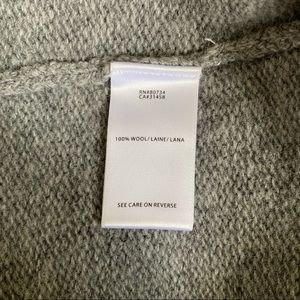 RN#80734
CA#31458
100% WOOL/ LAINE/ LANA
SEE CARE ON REVERSE